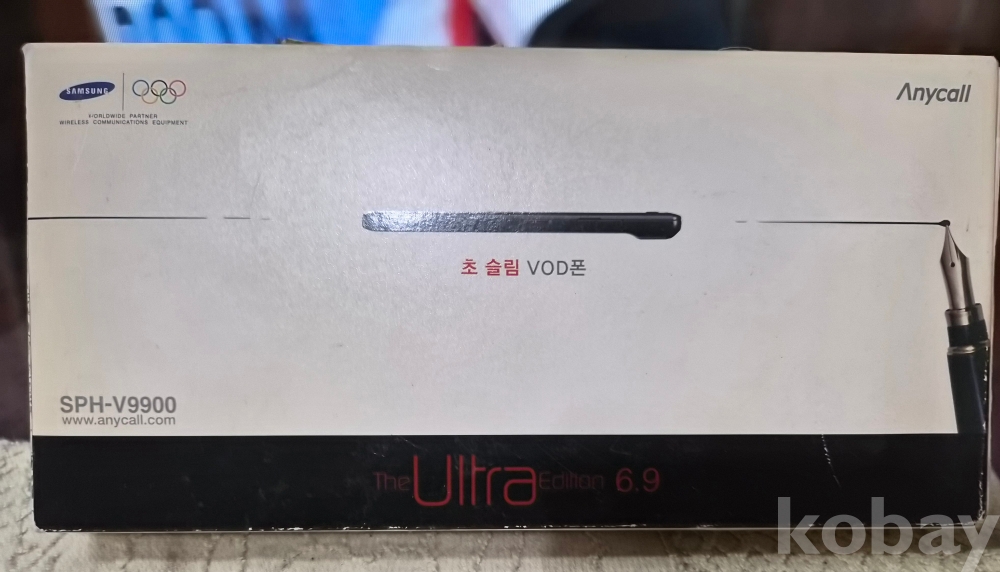 SAMSUNG
WORLDWIDE PARTNER
WIRELESS COMMUNICATIONS EQUIPMENT
Anycall
초 슬림 VOD폰
SPH-V9900
www.anycall.com
The Ultra Edition 6.9
kobay